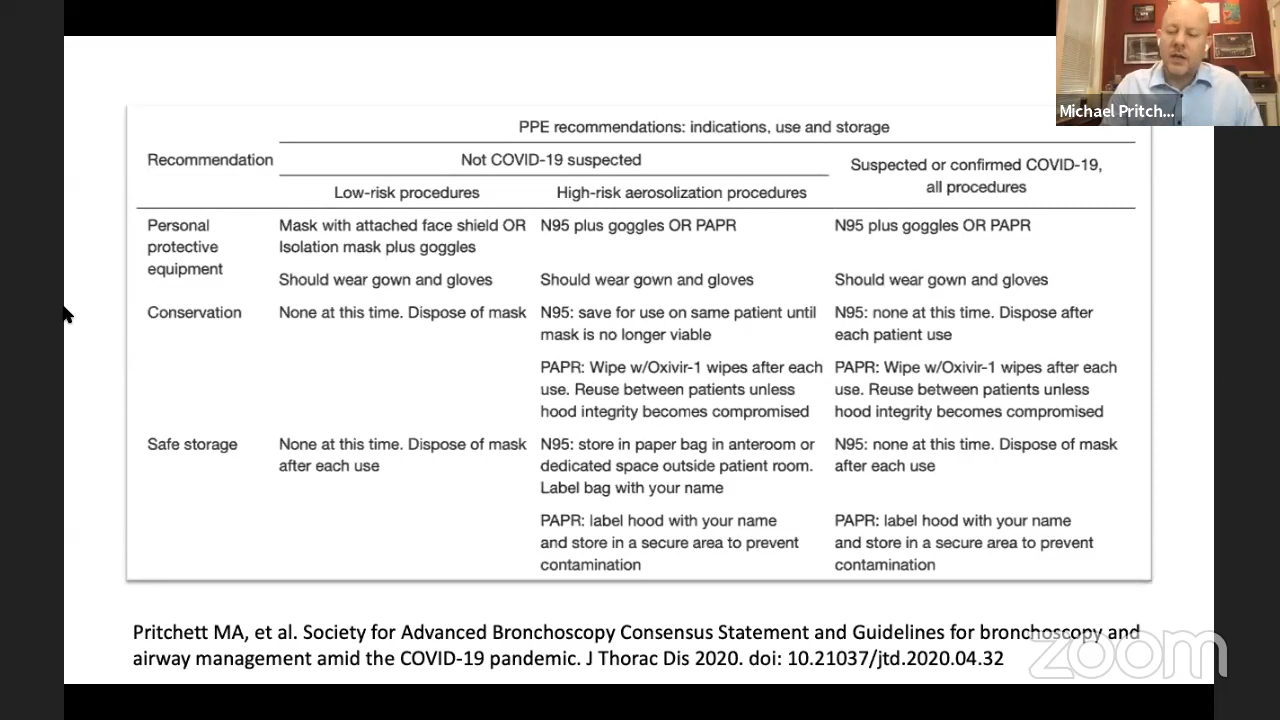 Michael Pritch...
PPE recommendations: indications, use and storage
Recommendation
Not COVID-19 suspected
Suspected or confirmed COVID-19,
all procedures
Low-risk procedures
High-risk aerosolization procedures
Personal
protective
equipment
Mask with attached face shield OR
Isolation mask plus goggles
Should wear gown and gloves
N95 plus goggles OR PAPR
Should wear gown and gloves
N95 plus goggles OR PAPR
Should wear gown and gloves
Conservation
None at this time. Dispose of mask
N95: save for use on same patient until
mask is no longer viable
PAPR: Wipe w/Oxivir-1 wipes after each
use. Reuse between patients unless
hood integrity becomes compromised
N95: none at this time. Dispose after
each patient use
PAPR: Wipe w/Oxivir-1 wipes after each
use. Reuse between patients unless
hood integrity becomes compromised
Safe storage
None at this time. Dispose of mask
after each use
N95: store in paper bag in anteroom or
dedicated space outside patient room.
Label bag with your name
PAPR: label hood with your name
and store in a secure area to prevent
contamination
N95: none at this time. Dispose of mask
after each use
PAPR: label hood with your name
and store in a secure area to prevent
contamination
Pritchett MA, et al. Society for Advanced Bronchoscopy Consensus Statement and Guidelines for bronchoscopy and
airway management amid the COVID-19 pandemic. J Thorac Dis 2020. doi: 10.21037/jtd.2020.04.32
zoom